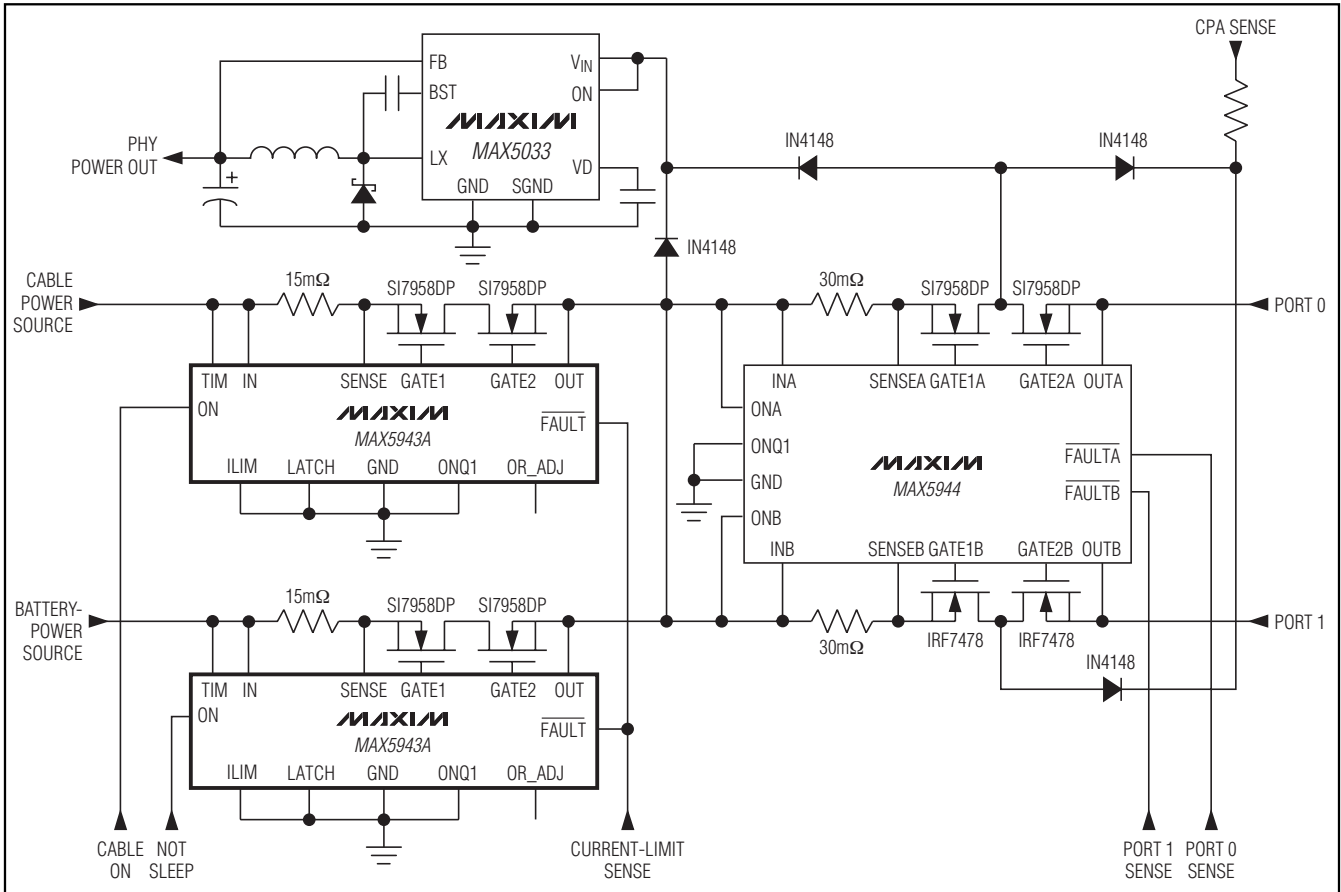 CPA SENSE
FB
VIN
BST
ON
MAXIM
MAX5033
IN4148
IN4148
PHY
POWER OUT
LX
VD
+
GND
SGND
IN4148
CABLE
POWER
SOURCE
15mΩ
SI7958DP
SI7958DP
30mΩ
SI7958DP
SI7958DP
PORT 0
TIM
IN
SENSE
GATE1
GATE2
OUT
INA
SENSEA
GATE1A
GATE2A
OUTA
ON
MAXIM
MAX5943A
FAULT
ONA
ONQ1
GND
ONB
MAXIM
MAX5944
FAULTA
FAULTB
ILIM
LATCH
GND
ONQ1
OR_ADJ
INB
SENSEB
GATE1B
GATE2B
OUTB
BATTERY-
POWER
SOURCE
15mΩ
SI7958DP
SI7958DP
30mΩ
IRF7478
IRF7478
PORT 1
IN4148
TIM
IN
SENSE
GATE1
GATE2
OUT
ON
MAXIM
MAX5943A
FAULT
ILIM
LATCH
GND
ONQ1
OR_ADJ
CABLE
ON
NOT
SLEEP
CURRENT-LIMIT
SENSE
PORT 1
SENSE
PORT 0
SENSE